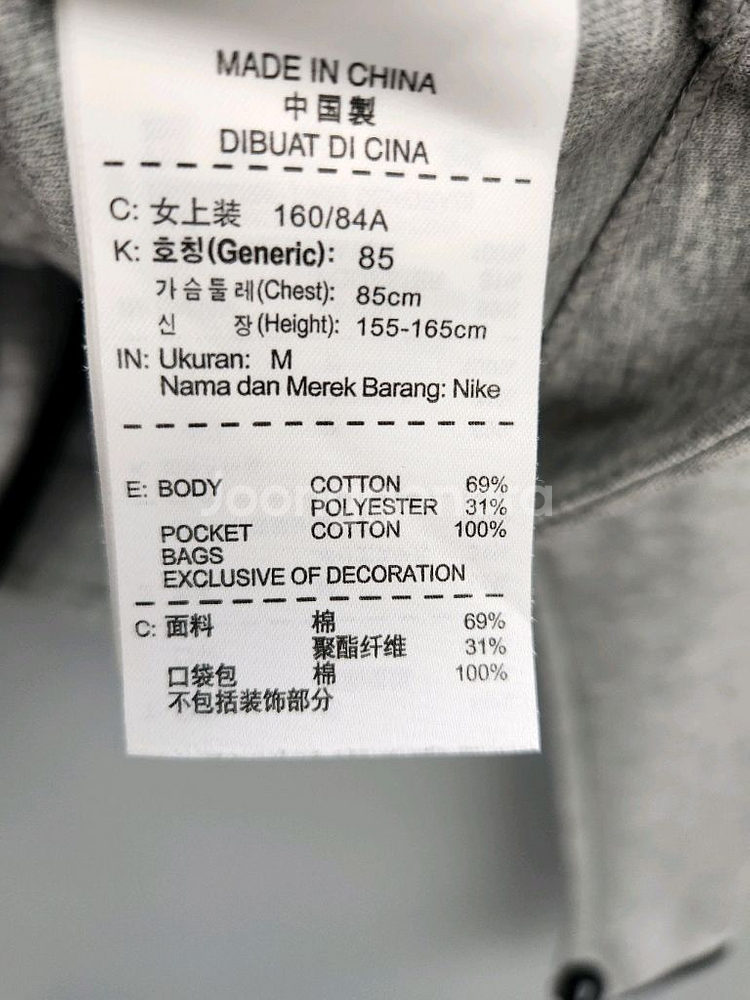 MADE IN CHINA
中国製
DIBUAT DI CINA
C: 女上装 160/84A
K: 호칭(Generic): 85
가슴둘레(Chest): 85cm
신 장(Height): 155-165cm
IN: Ukuran: M
Nama dan Merek Barang: Nike
E: BODY COTTON 69%
POLYESTER 31%
POCKET COTTON 100%
BAGS
EXCLUSIVE OF DECORATION
C: 面料 棉 69%
聚酯纤维 31%
口袋包 棉 100%
不包括装饰部分